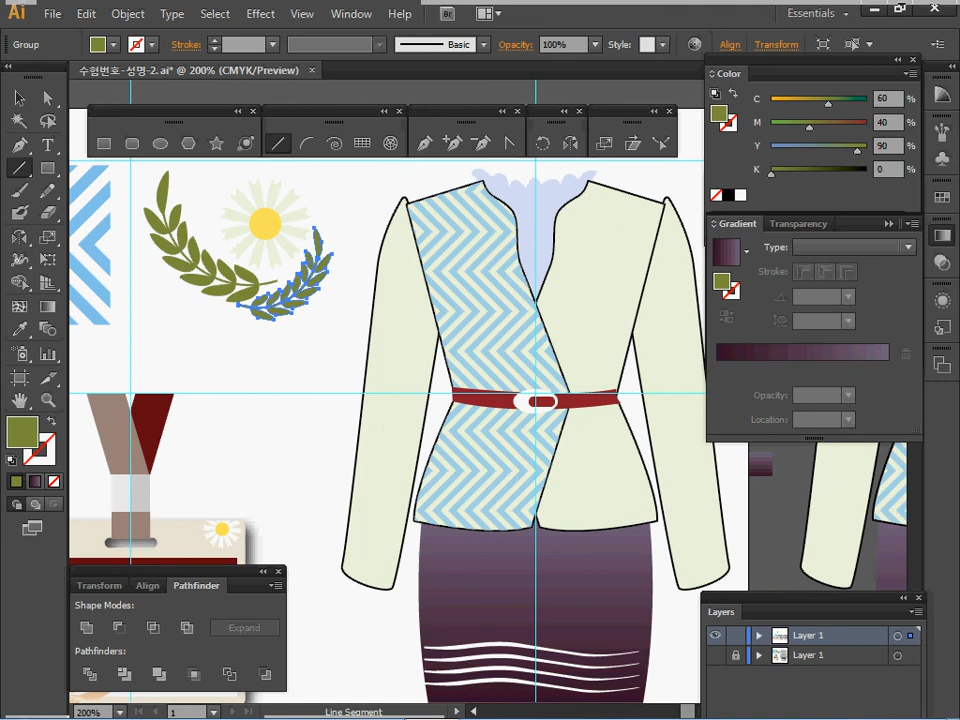 Ai File Edit Object Type Select Effect View Window Help Br Essentials
Group Stroke: Basic Opacity: 100% Style: Align Transform
수험번호-성명-2.ai* @ 200% (CMYK/Preview)
Color
C 60 %
M 40 %
Y 90 %
K 0 %
Gradient Transparency
Type:
Stroke:
Opacity:
Location:
Transform Align Pathfinder
Shape Modes:
Expand
Pathfinders:
Layers
Layer 1
Layer 1
200% 1 Line Segment